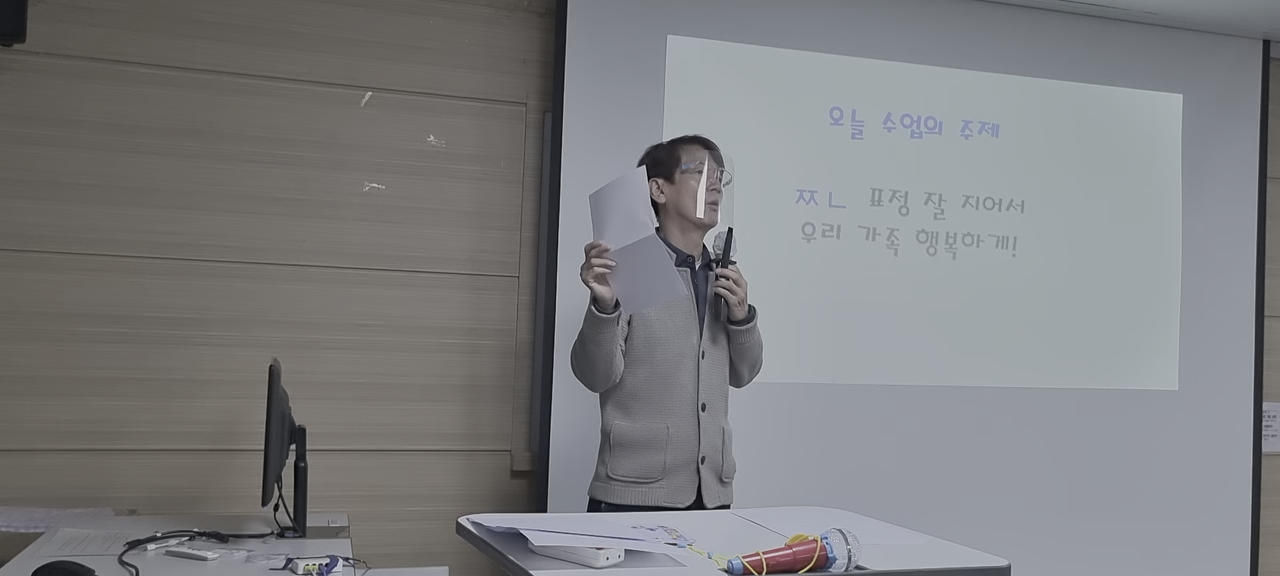 오늘 수업의 주제
ㅉㄴ 표정 잘 지어서
우리 가족 행복하게!